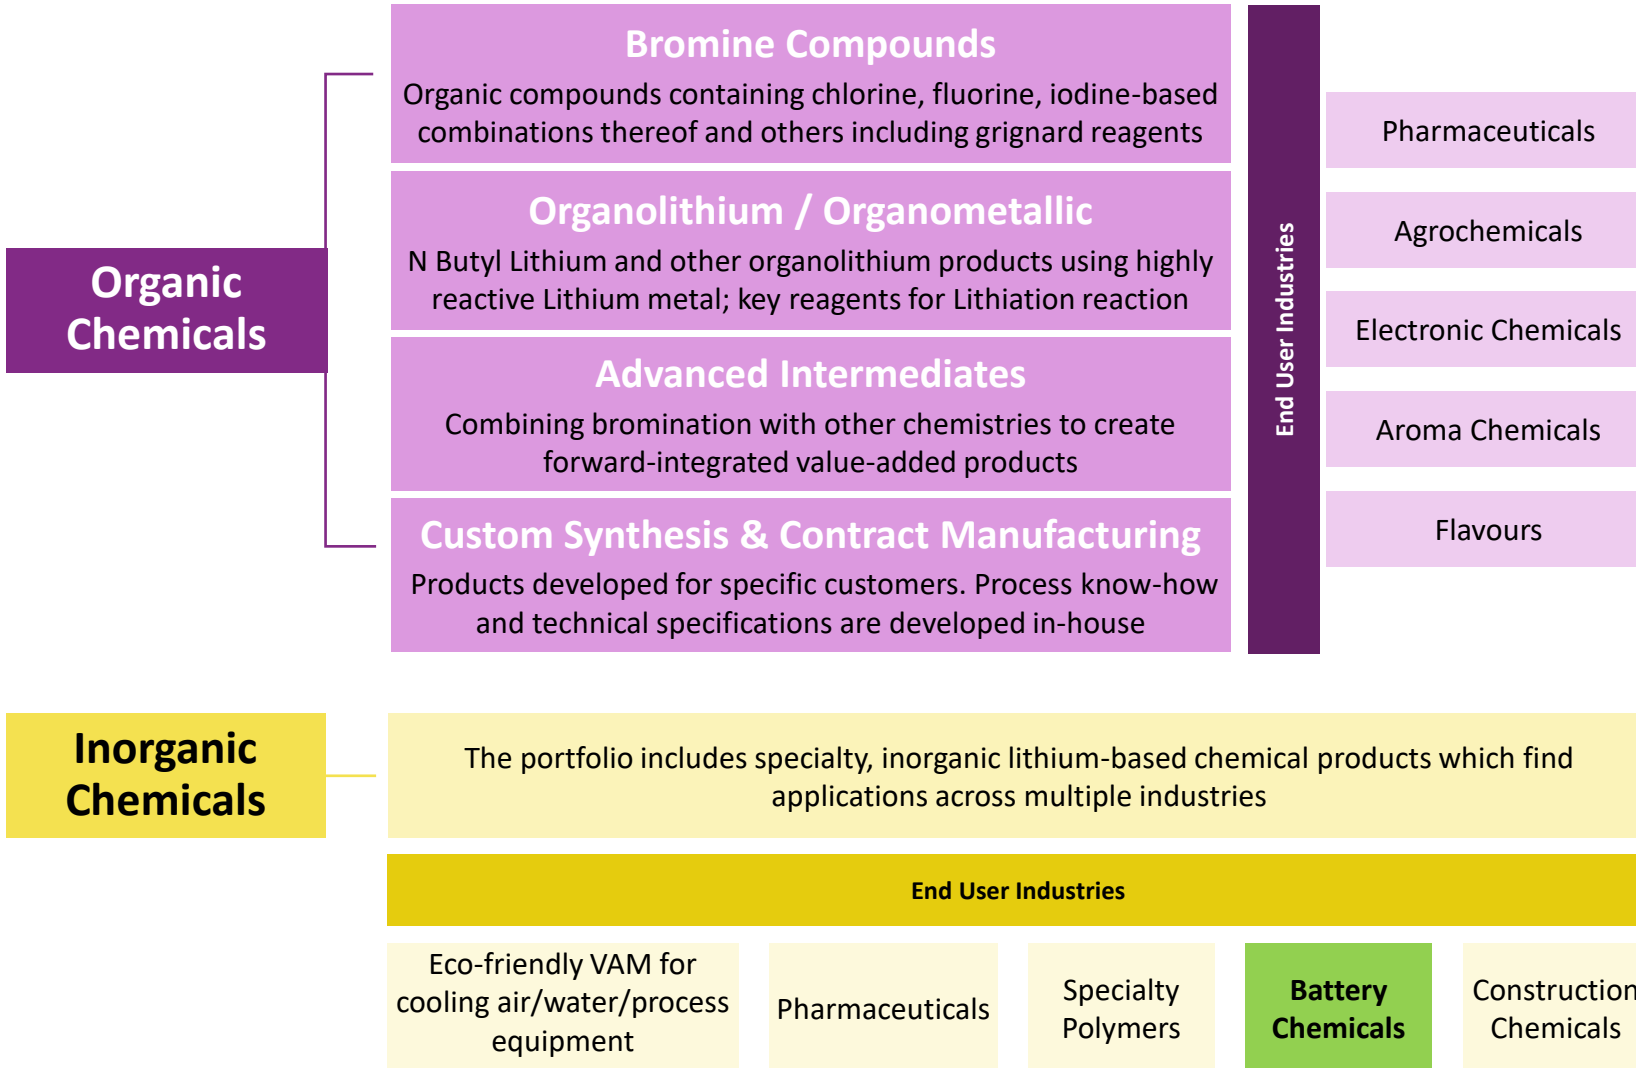 Organic
Chemicals
Bromine Compounds
Organic compounds containing chlorine, fluorine, iodine-based
combinations thereof and others including grignard reagents
Organolithium / Organometallic
N Butyl Lithium and other organolithium products using highly
reactive Lithium metal; key reagents for Lithiation reaction
Advanced Intermediates
Combining bromination with other chemistries to create
forward-integrated value-added products
Custom Synthesis & Contract Manufacturing
Products developed for specific customers. Process know-how
and technical specifications are developed in-house
End User Industries
Pharmaceuticals
Agrochemicals
Electronic Chemicals
Aroma Chemicals
Flavours
Inorganic
Chemicals
The portfolio includes specialty, inorganic lithium-based chemical products which find
applications across multiple industries
End User Industries
Eco-friendly VAM for
cooling air/water/process
equipment
Pharmaceuticals
Specialty
Polymers
Battery
Chemicals
Construction
Chemicals